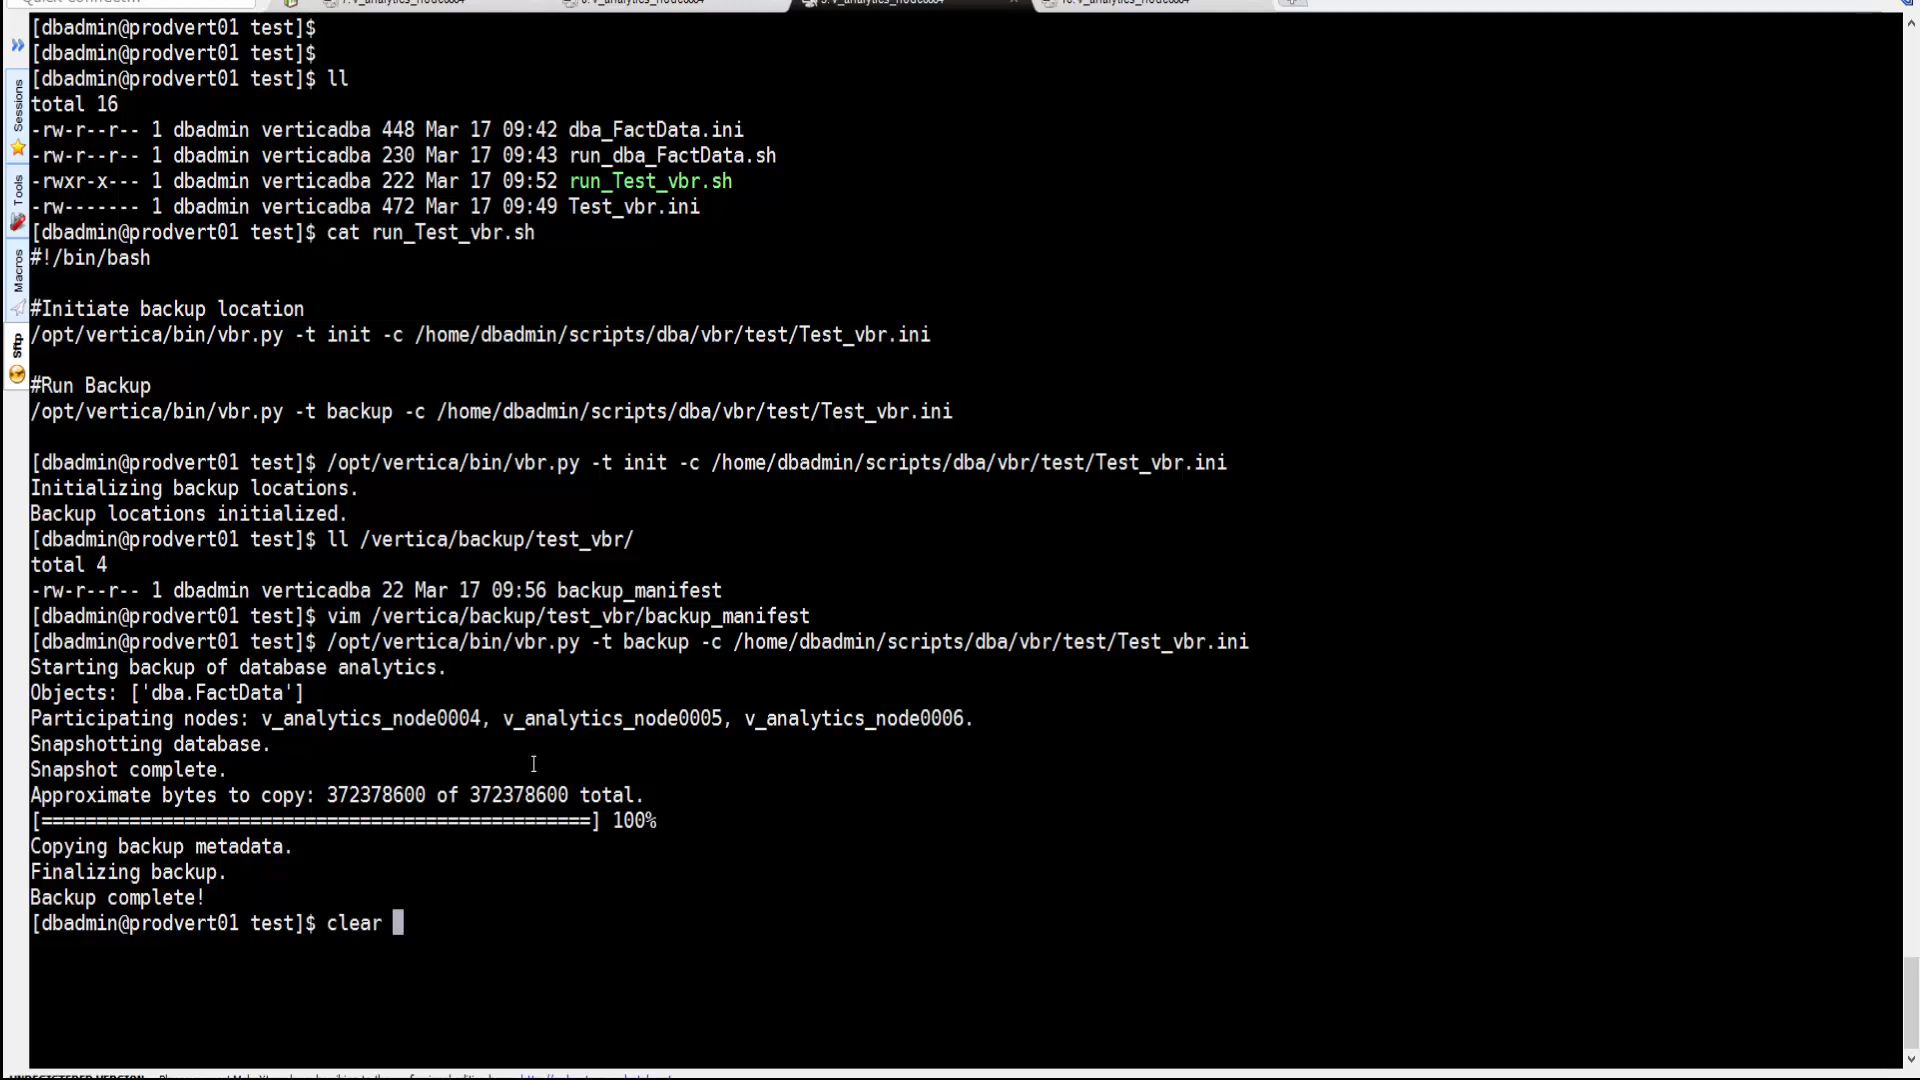 [dbadmin@prodvert01 test]$
[dbadmin@prodvert01 test]$
[dbadmin@prodvert01 test]$ ll
total 16
-rw-r--r-- 1 dbadmin verticadba 448 Mar 17 09:42 dba_FactData.ini
-rw-r--r-- 1 dbadmin verticadba 230 Mar 17 09:43 run_dba_FactData.sh
-rwxr-x--- 1 dbadmin verticadba 222 Mar 17 09:52 run_Test_vbr.sh
-rw------- 1 dbadmin verticadba 472 Mar 17 09:49 Test_vbr.ini
[dbadmin@prodvert01 test]$ cat run_Test_vbr.sh
#!/bin/bash
#Initiate backup location
/opt/vertica/bin/vbr.py -t init -c /home/dbadmin/scripts/dba/vbr/test/Test_vbr.ini
#Run Backup
/opt/vertica/bin/vbr.py -t backup -c /home/dbadmin/scripts/dba/vbr/test/Test_vbr.ini
[dbadmin@prodvert01 test]$ /opt/vertica/bin/vbr.py -t init -c /home/dbadmin/scripts/dba/vbr/test/Test_vbr.ini
Initializing backup locations.
Backup locations initialized.
[dbadmin@prodvert01 test]$ ll /vertica/backup/test_vbr/
total 4
-rw-r--r-- 1 dbadmin verticadba 22 Mar 17 09:56 backup_manifest
[dbadmin@prodvert01 test]$ vim /vertica/backup/test_vbr/backup_manifest
[dbadmin@prodvert01 test]$ /opt/vertica/bin/vbr.py -t backup -c /home/dbadmin/scripts/dba/vbr/test/Test_vbr.ini
Starting backup of database analytics.
Objects: ['dba.FactData']
Participating nodes: v_analytics_node0004, v_analytics_node0005, v_analytics_node0006.
Snapshotting database.
Snapshot complete.
Approximate bytes to copy: 372378600 of 372378600 total.
[==================================================] 100%
Copying backup metadata.
Finalizing backup.
Backup complete!
[dbadmin@prodvert01 test]$ clear
Sessions
Tools
Macros
Sftp